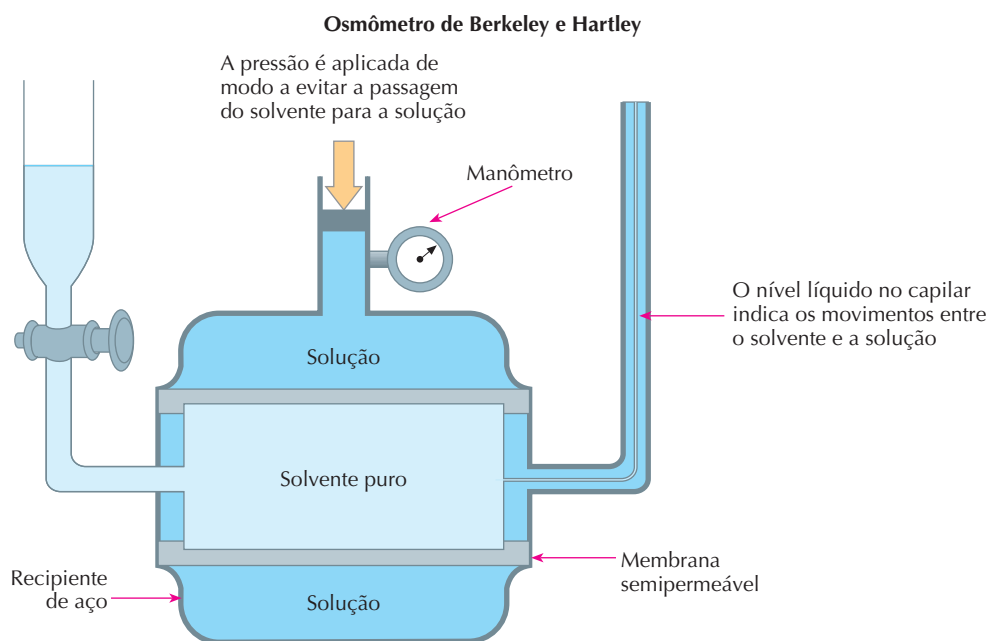 Osmômetro de Berkeley e Hartley
A pressão é aplicada de
modo a evitar a passagem
do solvente para a solução
Manômetro
O nível líquido no capilar
indica os movimentos entre
o solvente e a solução
Solução
Solvente puro
Membrana
semipermeável
Recipiente
de aço
Solução